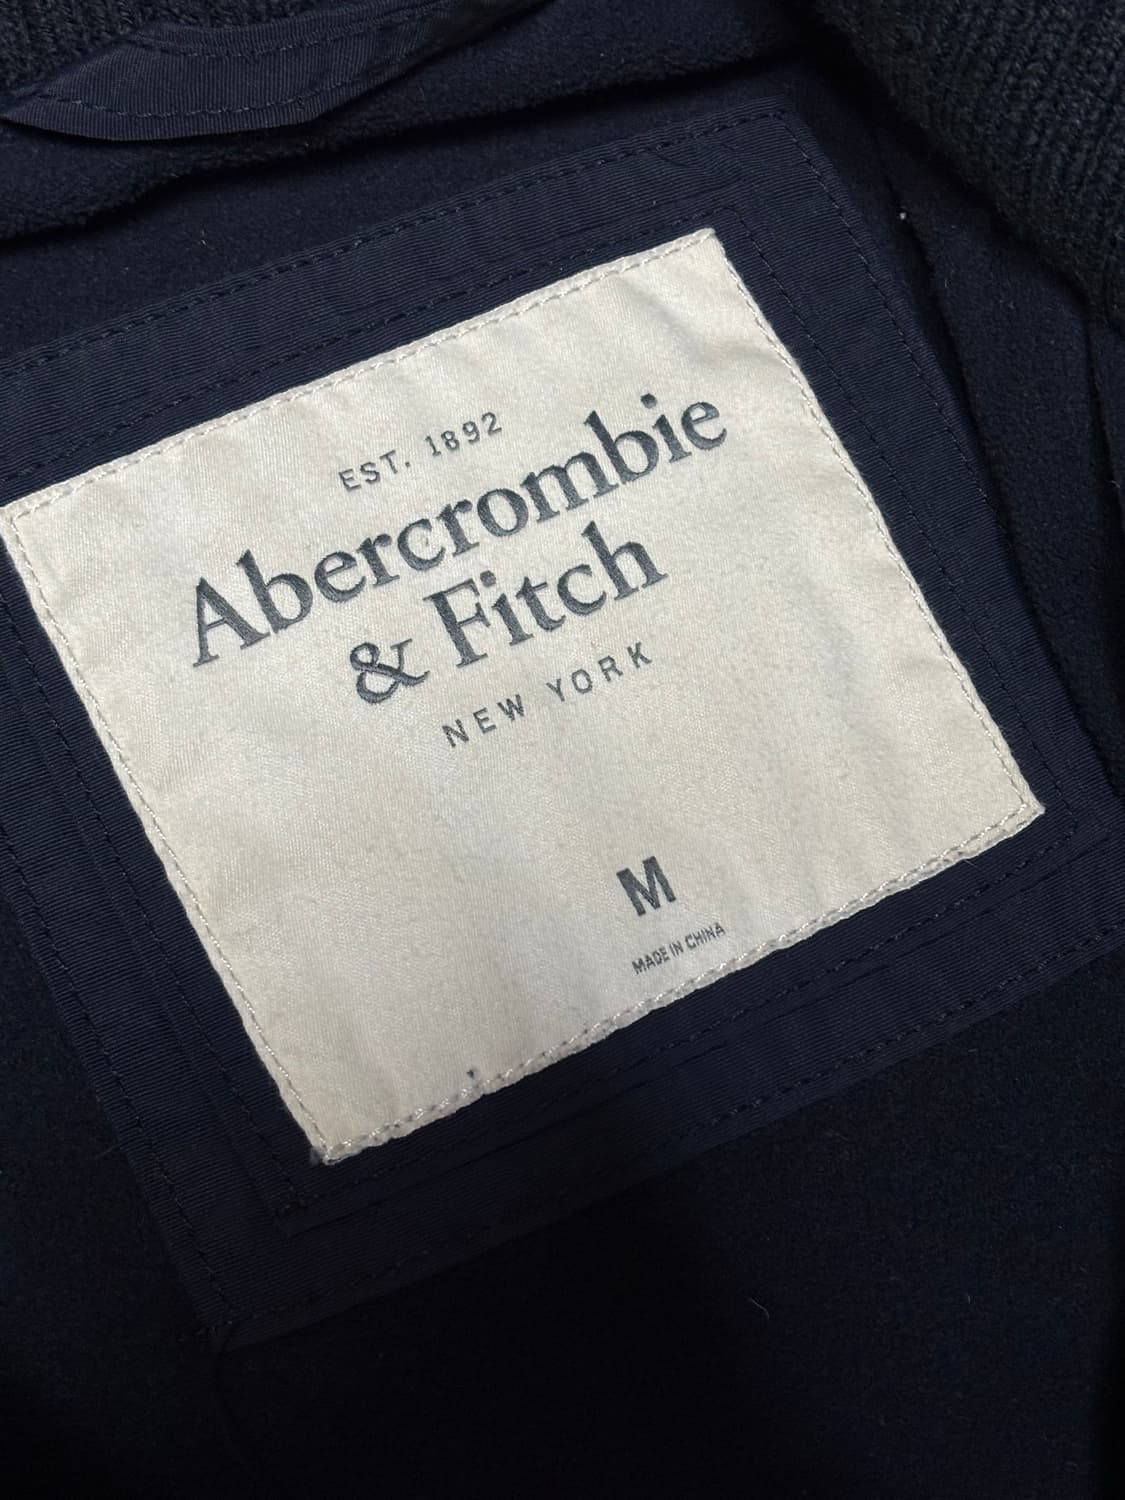 EST. 1892
Abercrombie
& Fitch
NEW YORK
M
MADE IN CHINA